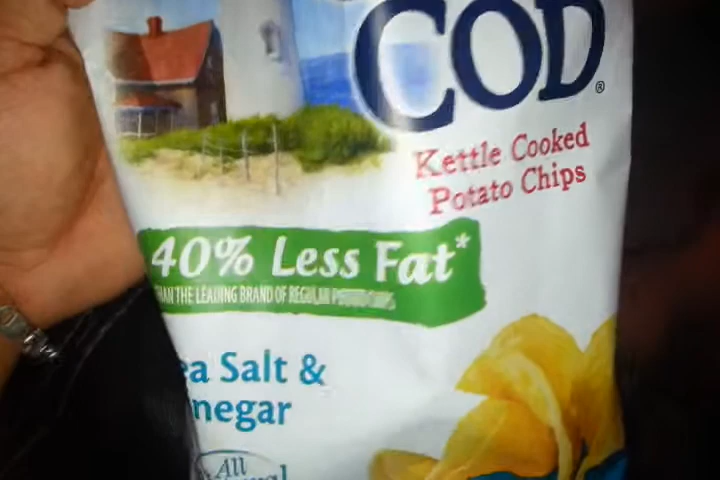 COD®
Kettle Cooked
Potato Chips
40% Less Fat*
THAN THE LEADING BRAND OF REGULAR POTATO CHIPS
ea Salt &
negar
All